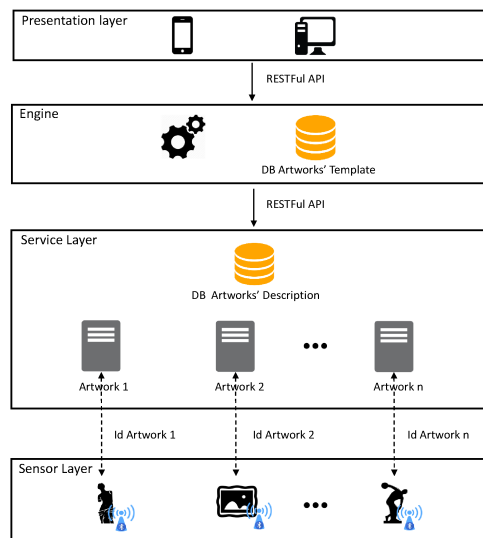 Presentation layer
RESTFul API
Engine
DB Artworks' Template
RESTFul API
Service Layer
DB Artworks' Description
Artwork 1
Artwork 2
Artwork n
Id Artwork 1
Id Artwork 2
Id Artwork n
Sensor Layer